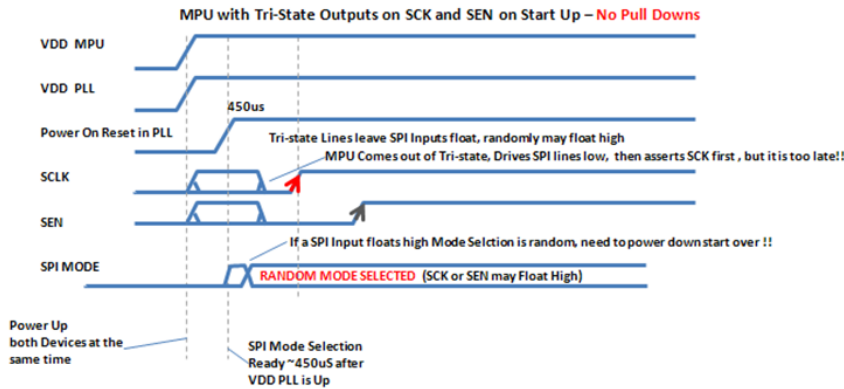 MPU with Tri-State Outputs on SCK and SEN on Start Up – No Pull Downs
VDD MPU
VDD PLL
450us
Power On Reset in PLL
Tri-state Lines leave SPI Inputs float, randomly may float high
MPU Comes out of Tri-state, Drives SPI lines low, then asserts SCK first, but it is too late!!
SCLK
SEN
If a SPI Input floats high Mode Selction is random, need to power down start over !!
SPI MODE
RANDOM MODE SELECTED (SCK or SEN may Float High)
Power Up
both Devices at the
same time
SPI Mode Selection
Ready ~450uS after
VDD PLL is Up